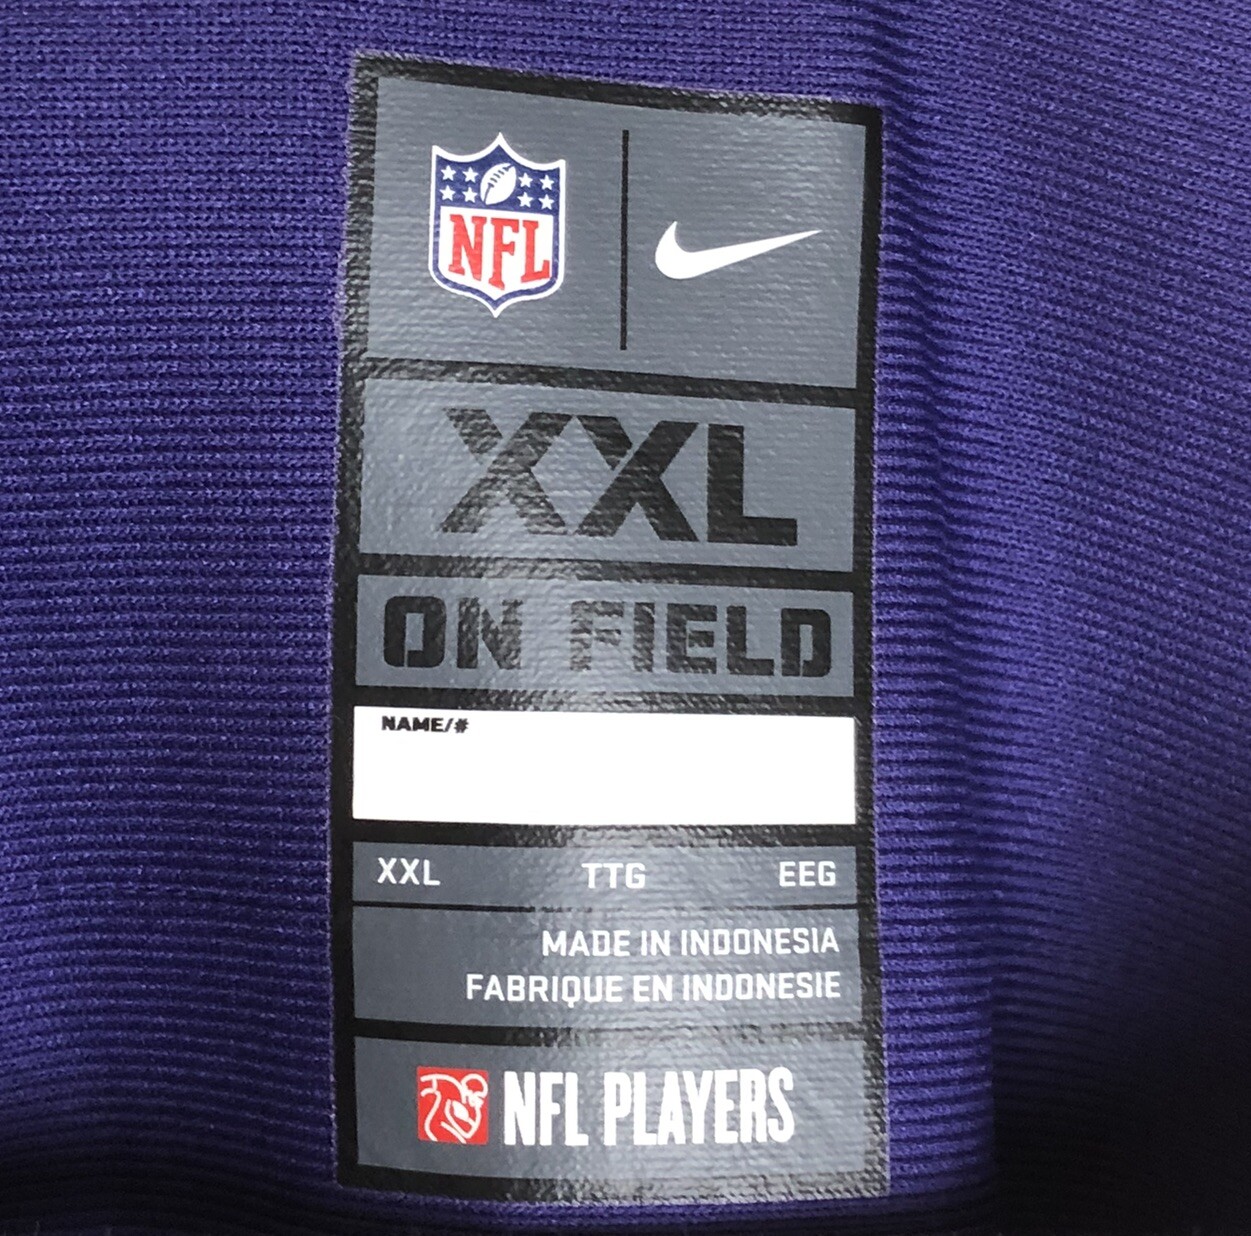 NFL
XXL
ON FIELD
NAME/#
XXL TTG EEG
MADE IN INDONESIA
FABRIQUE EN INDONESIE
NFL PLAYERS